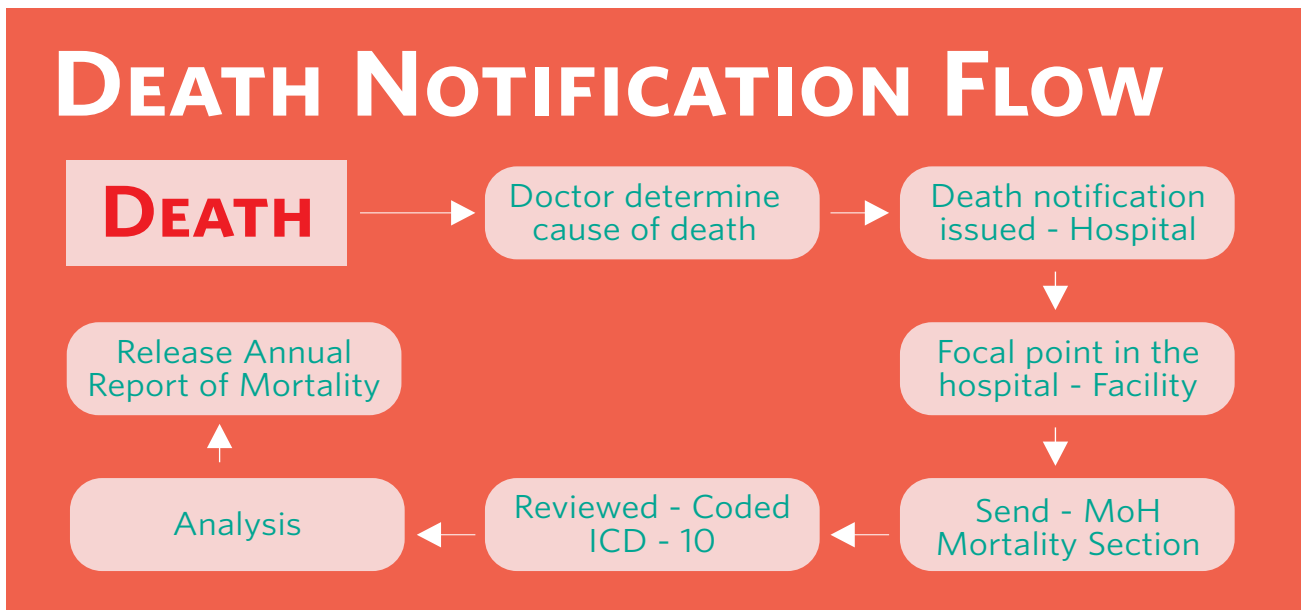 DEATH NOTIFICATION FLOW
DEATH
Doctor determine
cause of death
Death notification
issued - Hospital
Focal point in the
hospital - Facility
Send - MoH
Mortality Section
Reviewed - Coded
ICD - 10
Analysis
Release Annual
Report of Mortality